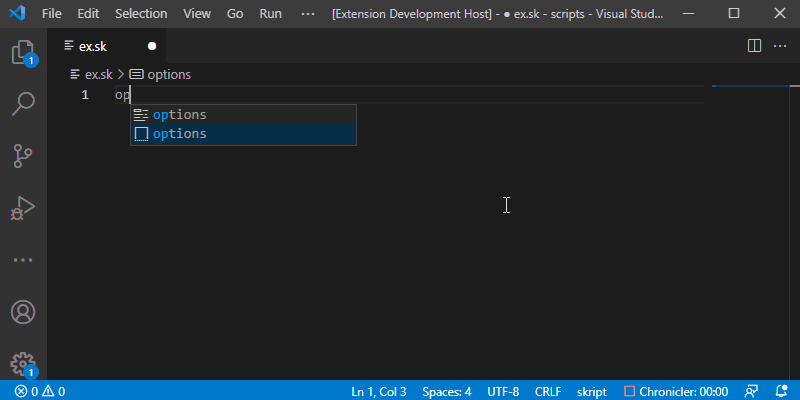 File Edit Selection View Go Run ··· [Extension Development Host] - ● ex.sk - scripts - Visual Stud...
ex.sk
ex.sk > options
1 op
options
options
1
1
0 0 Ln 1, Col 3 Spaces: 4 UTF-8 CRLF skript Chronicler: 00:00